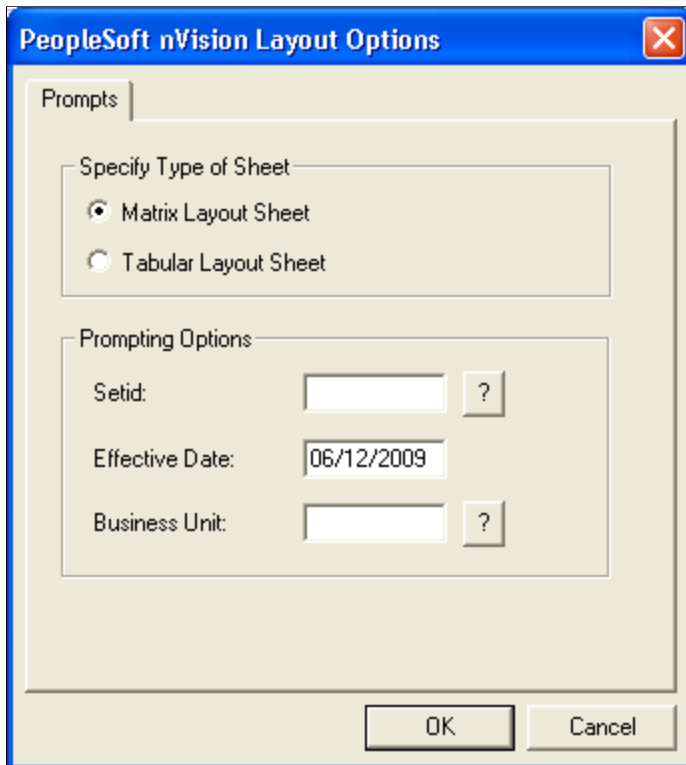 PeopleSoft nVision Layout Options
Prompts
Specify Type of Sheet
Matrix Layout Sheet
Tabular Layout Sheet
Prompting Options
Setid: ?
Effective Date: 06/12/2009
Business Unit: ?
OK Cancel